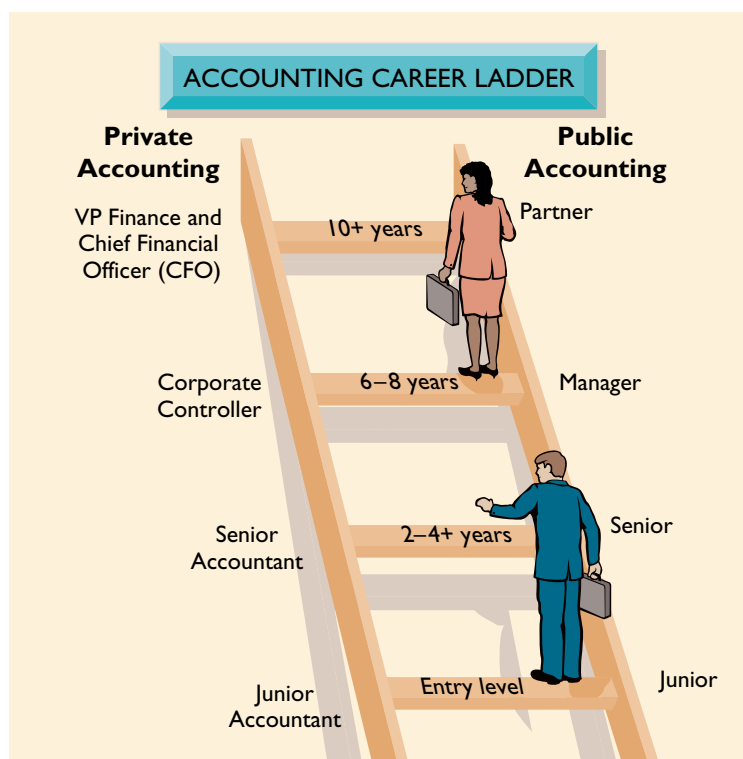 ACCOUNTING CAREER LADDER
Private
Accounting
Public
Accounting
VP Finance and
Chief Financial
Officer (CFO)
10+ years
Partner
Corporate
Controller
6–8 years
Manager
Senior
Accountant
2–4+ years
Senior
Junior
Accountant
Entry level
Junior